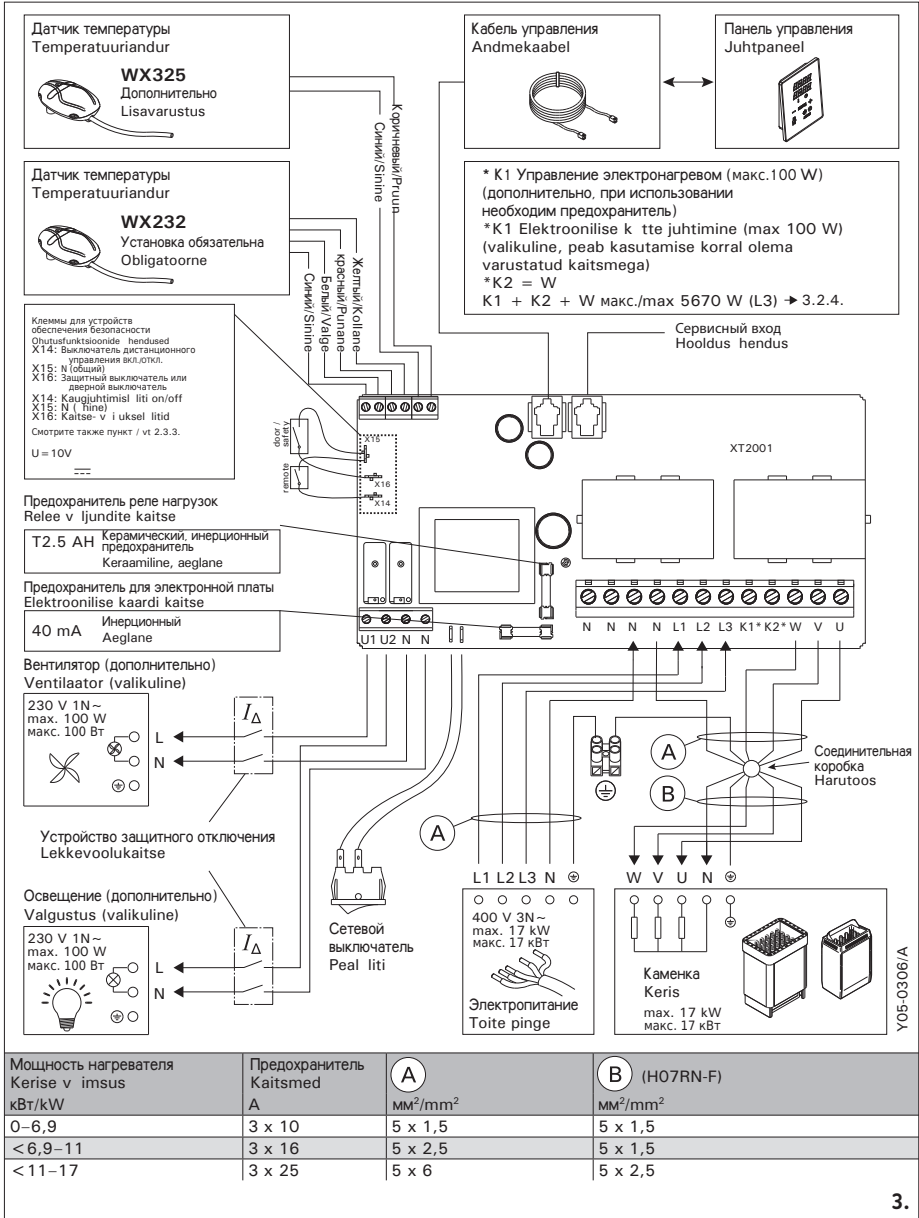 Датчик температуры
Temperatuuriandur
WX325
Дополнительно
Lisavarustus
Кабель управления
Andmekaabel
Панель управления
Juhtpaneel
Коричневый/Pruun
Синий/Sinine
Датчик температуры
Temperatuuriandur
WX232
Установка обязательна
Obligatoorne
Желтый/Kollane
красный/Punane
Белый/Valge
Синий/Sinine
* K1 Управление электронагревом (макс.100 W)
(дополнительно, при использовании
необходим предохранитель)
*K1 Elektroonilise k tte juhtimine (max 100 W)
(valikuline, peab kasutamise korral olema
varustatud kaitsmega)
*K2 = W
K1 + K2 + W макс./max 5670 W (L3) ➔ 3.2.4.
Сервисный вход
Hooldus hendus
Клеммы для устройств
обеспечения безопасности
Ohutusfunktsioonide hendused
X14: Выключатель дистанционного
управления вкл./откл.
X15: N (общий)
X16: Защитный выключатель или
дверной выключатель
X14: Kaugjuhtimisl liti on/off
X15: N ( hine)
X16: Kaitse- v i uksel litid
Смотрите также пункт / vt 2.3.3.
U = 10V
door /
safety
remote
X15
X16
X14
XT2001
Предохранитель реле нагрузок
Relee v ljundite kaitse
T2.5 AH
Керамический, инерционный
предохранитель
Keraamiline, aeglane
Предохранитель для электронной платы
Elektroonilise kaardi kaitse
40 mA
Инерционный
Aeglane
U1 U2 N N
N N N N L1 L2 L3 K1* K2* W V U
Вентилятор (дополнительно)
Ventilaator (valikuline)
230 V 1N~
max. 100 W
макс. 100 Вт
L
N
I∆
A
Соединительная
коробка
Harutoos
B
Устройство защитного отключения
Lekkevoolukaitse
A
Освещение (дополнительно)
Valgustus (valikuline)
230 V 1N~
max. 100 W
макс. 100 Вт
L
N
I∆
Сетевой
выключатель
Peal liti
L1 L2 L3 N
400 V 3N~
max. 17 kW
макс. 17 кВт
Электропитание
Toite pinge
W V U N
Каменка
Keris
max. 17 kW
макс. 17 кВт
Y05-0306/A
Мощность нагревателя
Kerise v imsus
кВт/kW
Предохранитель
Kaitsmed
A
A
мм²/mm²
B (H07RN-F)
мм²/mm²
0–6,9 3 x 10 5 x 1,5 5 x 1,5
<6,9–11 3 x 16 5 x 2,5 5 x 1,5
<11–17 3 x 25 5 x 6 5 x 2,5
3.